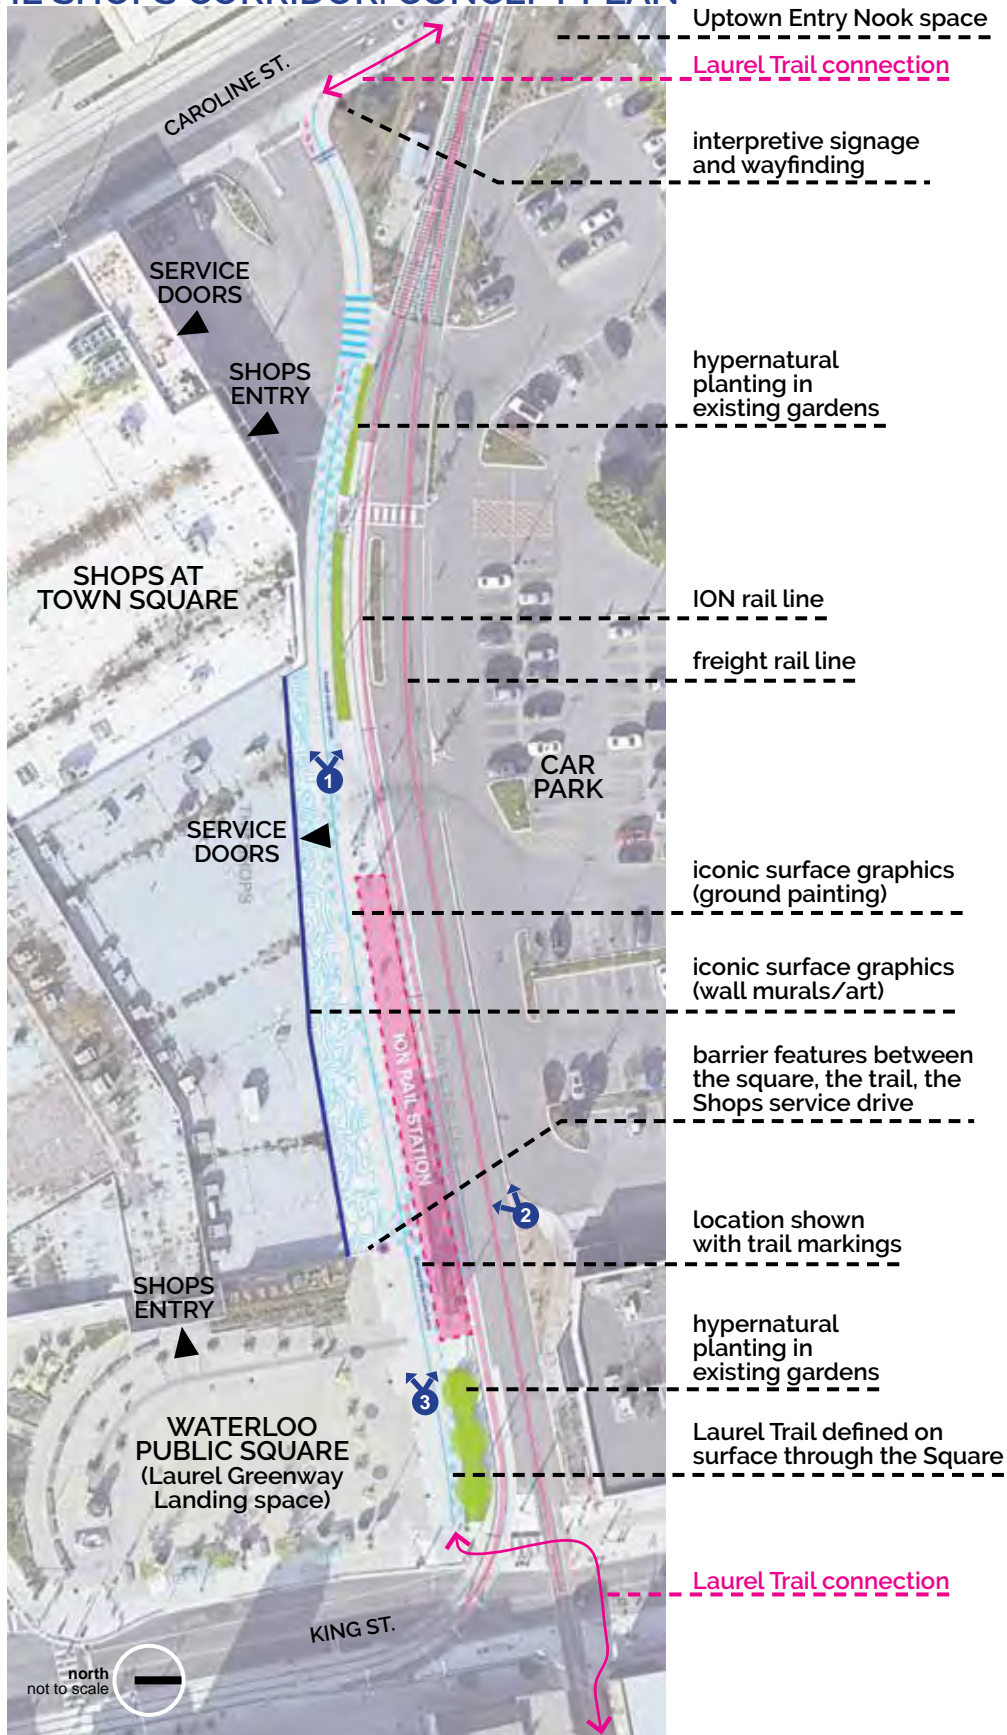 SHOPS CORRIDOR: CONCEPT PLAN
Uptown Entry Nook space
Laurel Trail connection
CAROLINE ST.
interpretive signage
and wayfinding
SERVICE
DOORS
SHOPS
ENTRY
hypernatural
planting in
existing gardens
SHOPS AT
TOWN SQUARE
ION rail line
freight rail line
1
CAR
PARK
SERVICE
DOORS
SHOPS
iconic surface graphics
(ground painting)
iconic surface graphics
(wall murals/art)
ION RAIL STATION
barrier features between
the square, the trail, the
Shops service drive
2
location shown
with trail markings
SHOPS
ENTRY
hypernatural
planting in
existing gardens
3
WATERLOO
PUBLIC SQUARE
(Laurel Greenway
Landing space)
Laurel Trail defined on
surface through the Square
Laurel Trail connection
KING ST.
north
not to scale